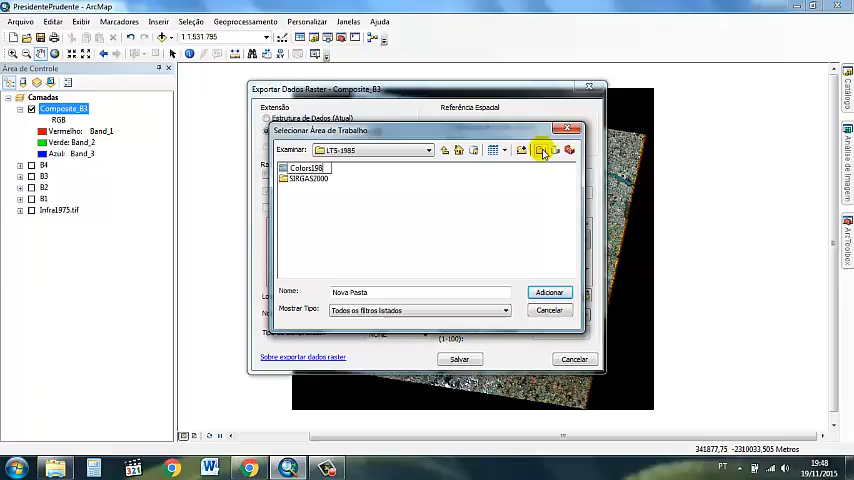 PresidentePrudente - ArcMap
Arquivo Editar Exibir Marcadores Inserir Seleção Geoprocessamento Personalizar Janelas Ajuda
1:1.531.795
Área de Controle
Camadas
Composite_B3
RGB
Vermelho: Band_1
Verde: Band_2
Azul: Band_3
B4
B3
B2
B1
Infra1975.tif
Exportar Dados Raster - Composite_B3
Extensão
Referência Espacial
Estrutura de Dados (Atual)
Selecionar Área de Trabalho
Examinar: LT5-1985
Colors198
SIRGAS2000
Nome: Nova Pasta
Adicionar
Mostrar Tipo: Todos os filtros listados
Cancelar
NONE
(1-100):
Sobre exportar dados raster
Salvar
Cancelar
Catálogo
Análise de Imagem
ArcToolbox
341877,75 -2310033,505 Metros
321
PT
19:48
19/11/2015